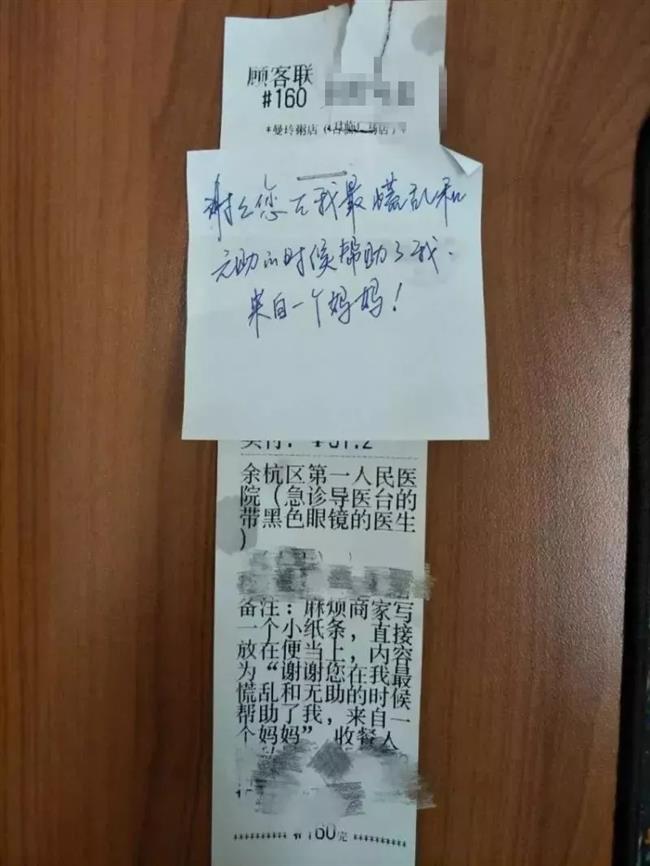 顾客联
#160
*曼玲粥店（
店）*
谢谢您在我最慌乱和
无助的时候帮助了我.
来自一个妈妈！
余杭区第一人民医
院（急诊导医台的
带黑色眼镜的医生
）
备注：麻烦商家写
一个小纸条，直接
放在便当上，内容
为“谢谢您在我最
慌乱和无助的时候
帮助了我，来自一
个妈妈”收餐人
160完